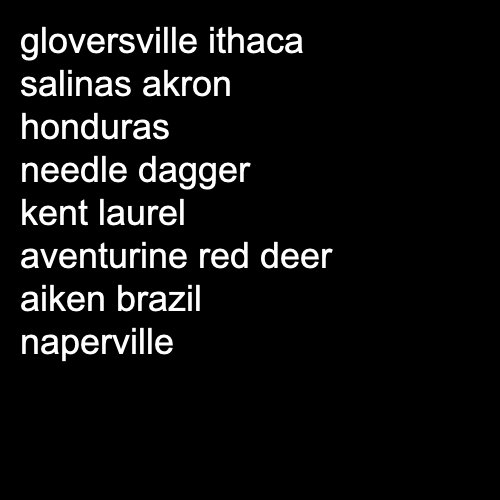 gloversville ithaca
salinas akron
honduras
needle dagger
kent laurel
aventurine red deer
aiken brazil
naperville